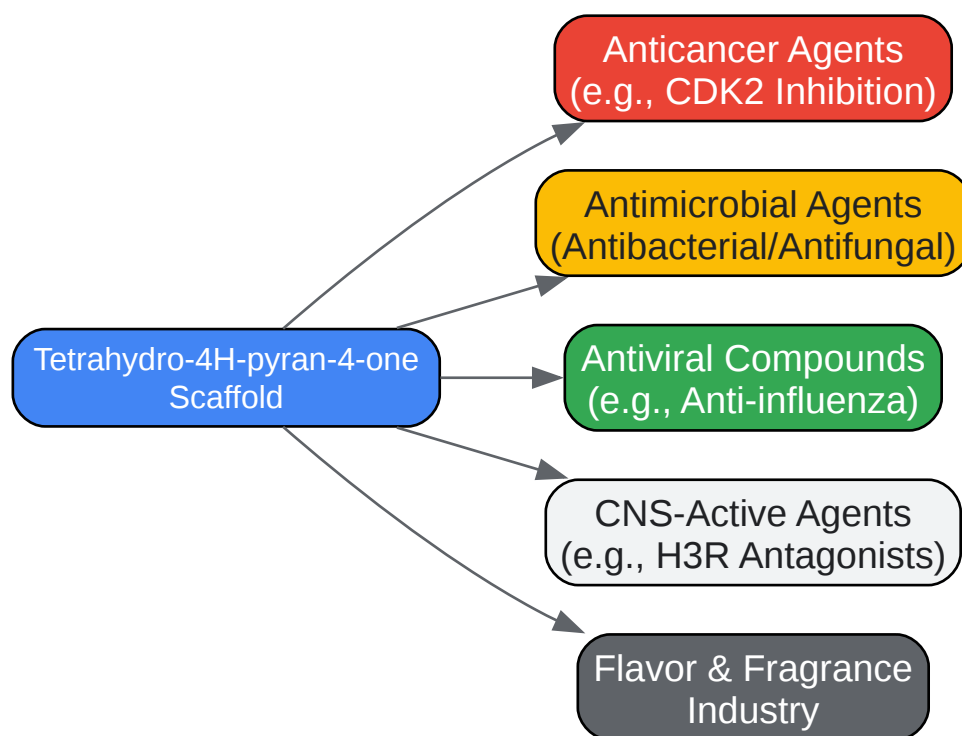 Anticancer Agents
(e.g., CDK2 Inhibition)
Antimicrobial Agents
(Antibacterial/Antifungal)
Tetrahydro-4H-pyran-4-one
Scaffold
Antiviral Compounds
(e.g., Anti-influenza)
CNS-Active Agents
(e.g., H3R Antagonists)
Flavor & Fragrance
Industry